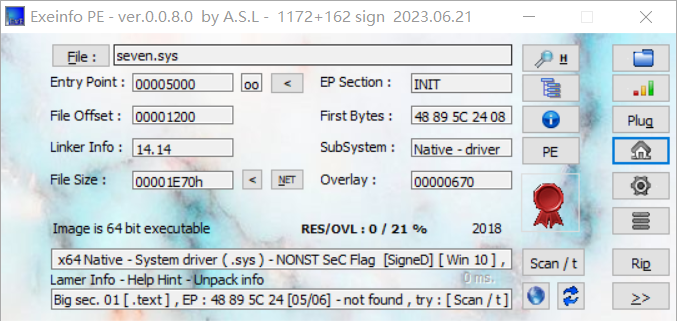 Exeinfo PE - ver.0.0.8.0 by A.S.L - 1172+162 sign 2023.06.21
File : seven.sys H
Entry Point : 00005000 oo < EP Section : INIT
File Offset : 00001200 First Bytes : 48 89 5C 24 08 Plug
Linker Info : 14.14 SubSystem : Native - driver PE
File Size : 00001E70h < NET Overlay : 00000670
Image is 64 bit executable RES/OVL : 0 / 21 % 2018
x64 Native - System driver ( .sys ) - NONST SeC Flag [SigneD] [ Win 10 ] , Scan / t Rip
Lamer Info - Help Hint - Unpack info 0 ms.
Big sec. 01 [ .text ] , EP : 48 89 5C 24 [05/06] - not found , try : [ Scan / t ] >>